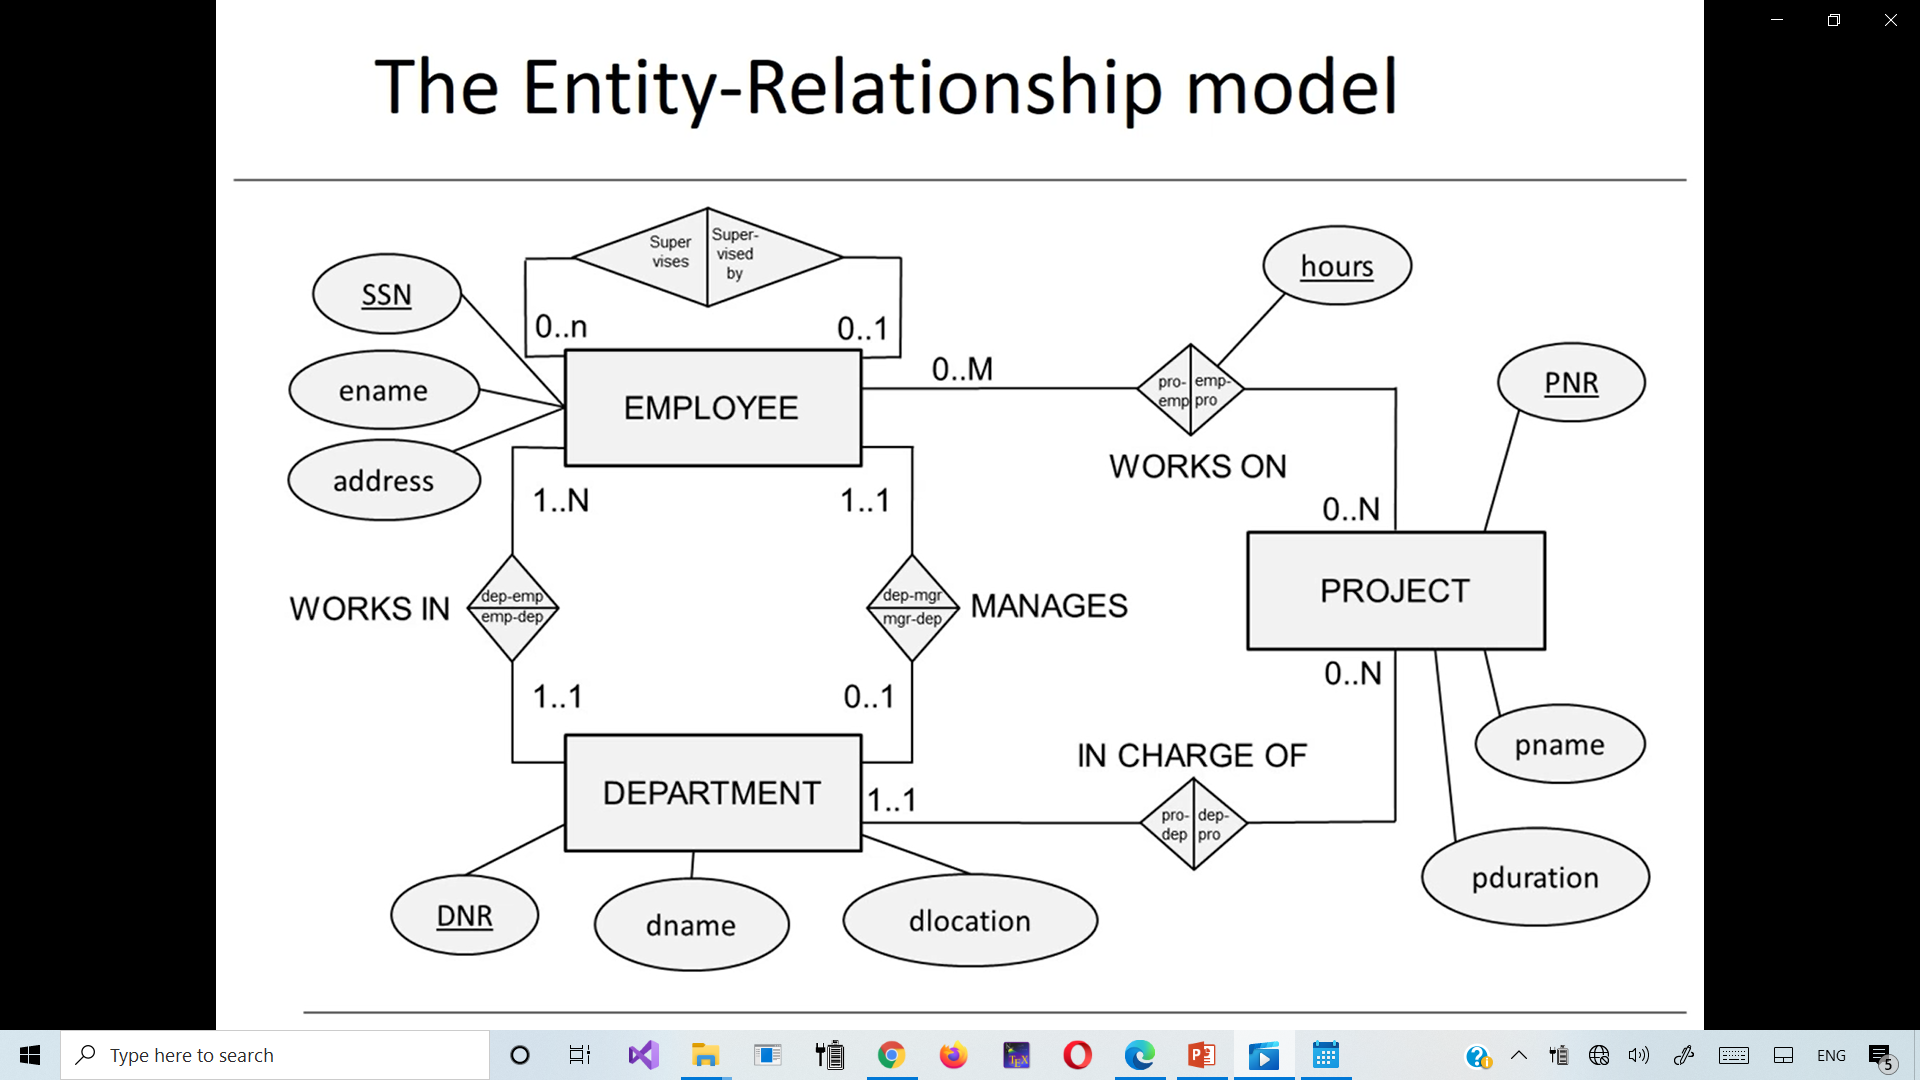 The Entity-Relationship model
Super
vises
Super-
vised
by
hours
SSN
0..n
0..1
0..M
ename
EMPLOYEE
pro-
emp
emp-
pro
PNR
address
WORKS ON
1..N
1..1
0..N
WORKS IN
dep-emp
emp-dep
dep-mgr
mgr-dep
MANAGES
PROJECT
0..N
1..1
0..1
pname
IN CHARGE OF
DEPARTMENT
1..1
pro-
dep
dep-
pro
pduration
DNR
dname
dlocation
Type here to search
TEX
ENG
5